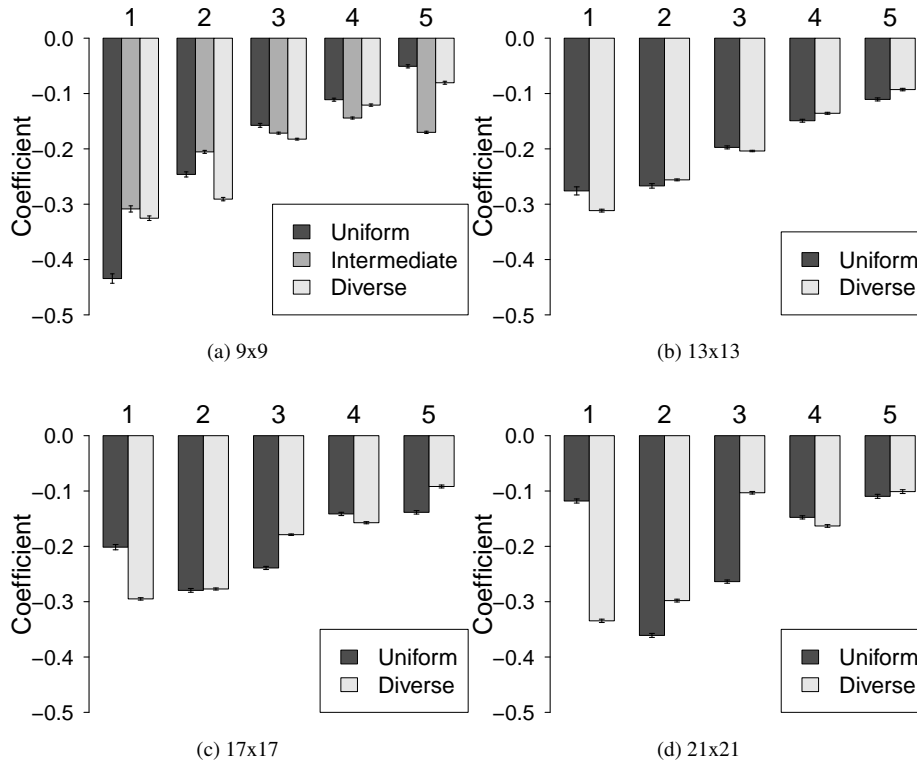 1 2 3 4 5
0.0
−0.1
−0.2
−0.3
−0.4
−0.5
Coefficient
Uniform
Intermediate
Diverse
(a) 9x9
1 2 3 4 5
0.0
−0.1
−0.2
−0.3
−0.4
−0.5
Coefficient
Uniform
Diverse
(b) 13x13
1 2 3 4 5
0.0
−0.1
−0.2
−0.3
−0.4
−0.5
Coefficient
Uniform
Diverse
(c) 17x17
1 2 3 4 5
0.0
−0.1
−0.2
−0.3
−0.4
−0.5
Coefficient
Uniform
Diverse
(d) 21x21